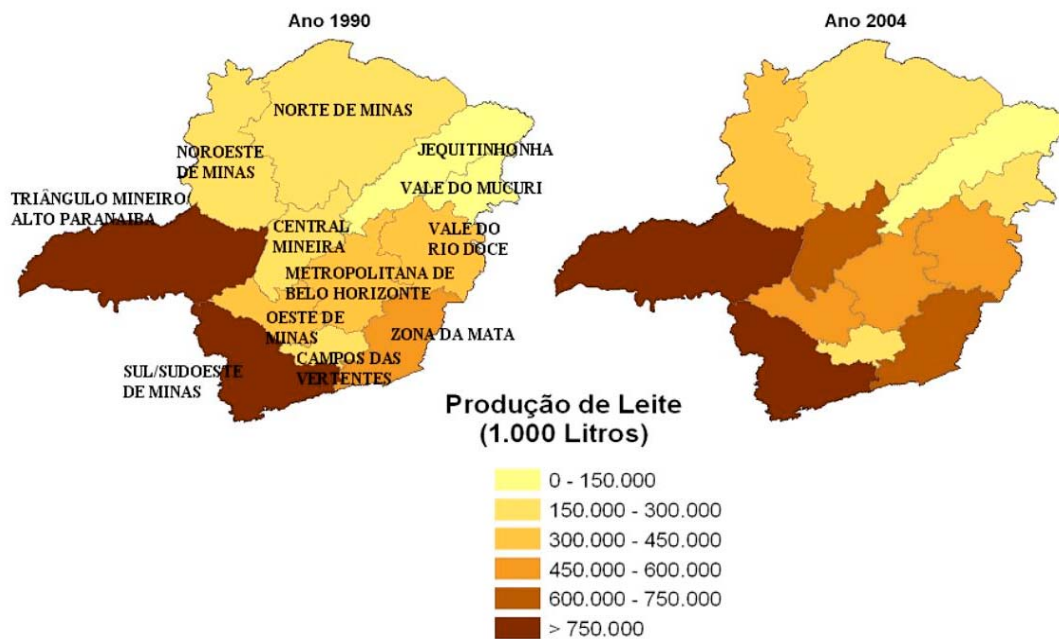 Ano 1990
NORTE DE MINAS
JEQUITINHONHA
NOROESTE
DE MINAS
VALE DO MUCURI
TRIÂNGULO MINEIRO/
ALTO PARANAIBA
CENTRAL
MINEIRA
VALE DO
RIO DOCE
METROPOLITANA DE
BELO HORIZONTE
OESTE DE
MINAS
ZONA DA MATA
CAMPOS DAS
VERTENTES
SUL/SUDOESTE
DE MINAS
Ano 2004
Produção de Leite
(1.000 Litros)
0 - 150.000
150.000 - 300.000
300.000 - 450.000
450.000 - 600.000
600.000 - 750.000
> 750.000